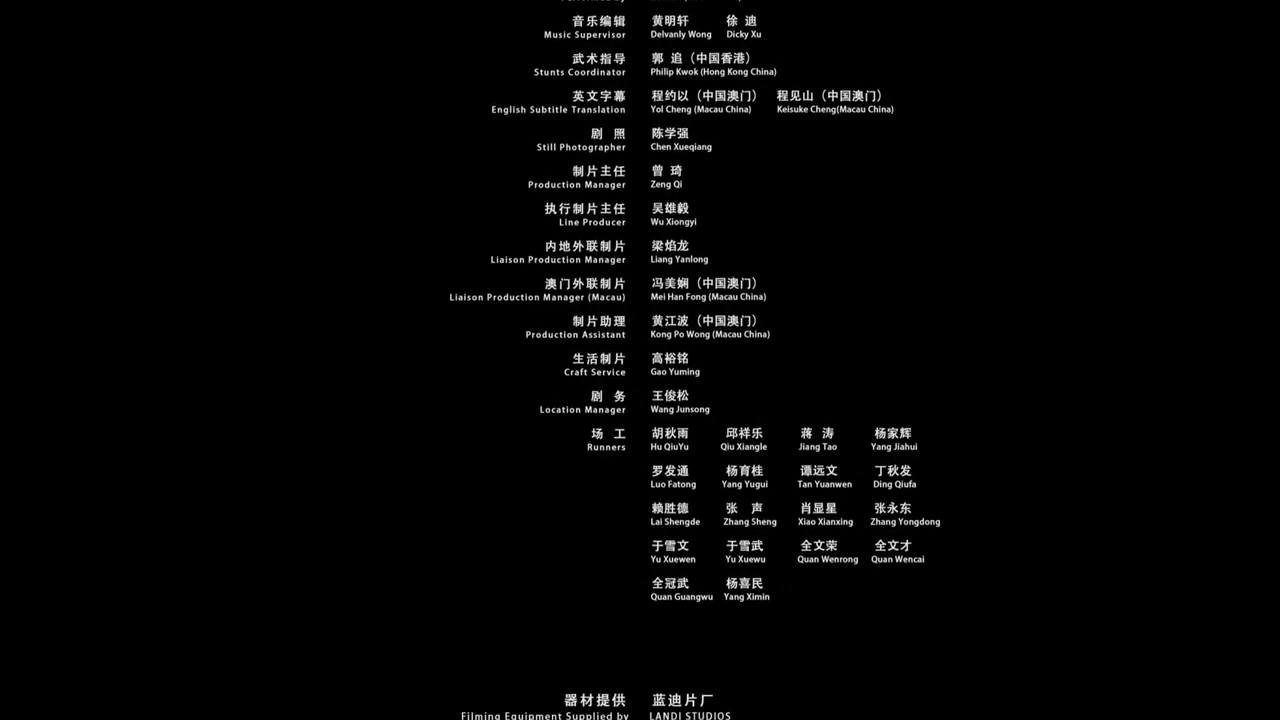 音乐编辑 黄明轩 徐 迪
Music Supervisor Delvanly Wong Dicky Xu
武术指导 郭 追（中国香港）
Stunts Coordinator Philip Kwok (Hong Kong China)
英文字幕 程约以（中国澳门） 程见山（中国澳门）
English Subtitle Translation Yol Cheng (Macau China) Keisuke Cheng(Macau China)
剧 照 陈学强
Still Photographer Chen Xueqiang
制片主任 曾 琦
Production Manager Zeng Qi
执行制片主任 吴雄毅
Line Producer Wu Xiongyi
内地外联制片 梁焰龙
Liaison Production Manager Liang Yanlong
澳门外联制片 冯美娴（中国澳门）
Liaison Production Manager (Macau) Mei Han Fong (Macau China)
制片助理 黄江波（中国澳门）
Production Assistant Kong Po Wong (Macau China)
生活制片 高裕铭
Craft Service Gao Yuming
剧 务 王俊松
Location Manager Wang Junsong
场 工 胡秋雨 邱祥乐 蒋 涛 杨家辉
Runners Hu QiuYu Qiu Xiangle Jiang Tao Yang Jiahui
罗发通 杨育桂 谭远文 丁秋发
Luo Fatong Yang Yugui Tan Yuanwen Ding Qiufa
赖胜德 张 声 肖显星 张永东
Lai Shengde Zhang Sheng Xiao Xianxing Zhang Yongdong
于雪文 于雪武 全文荣 全文才
Yu Xuewen Yu Xuewu Quan Wenrong Quan Wencai
全冠武 杨喜民
Quan Guangwu Yang Ximin
器材提供 蓝迪片厂
Filming Equipment Supplied by LANDI STUDIOS